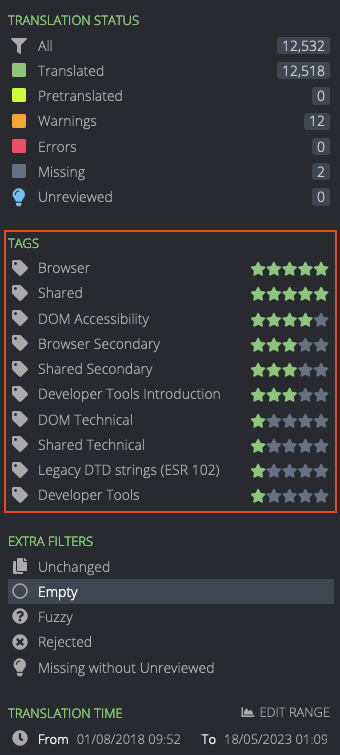 TRANSLATION STATUS
All 12,532
Translated 12,518
Pretranslated 0
Warnings 12
Errors 0
Missing 2
Unreviewed 0
TAGS
Browser
Shared
DOM Accessibility
Browser Secondary
Shared Secondary
Developer Tools Introduction
DOM Technical
Shared Technical
Legacy DTD strings (ESR 102)
Developer Tools
EXTRA FILTERS
Unchanged
Empty
Fuzzy
Rejected
Missing without Unreviewed
TRANSLATION TIME EDIT RANGE
From 01/08/2018 09:52 To 18/05/2023 01:09